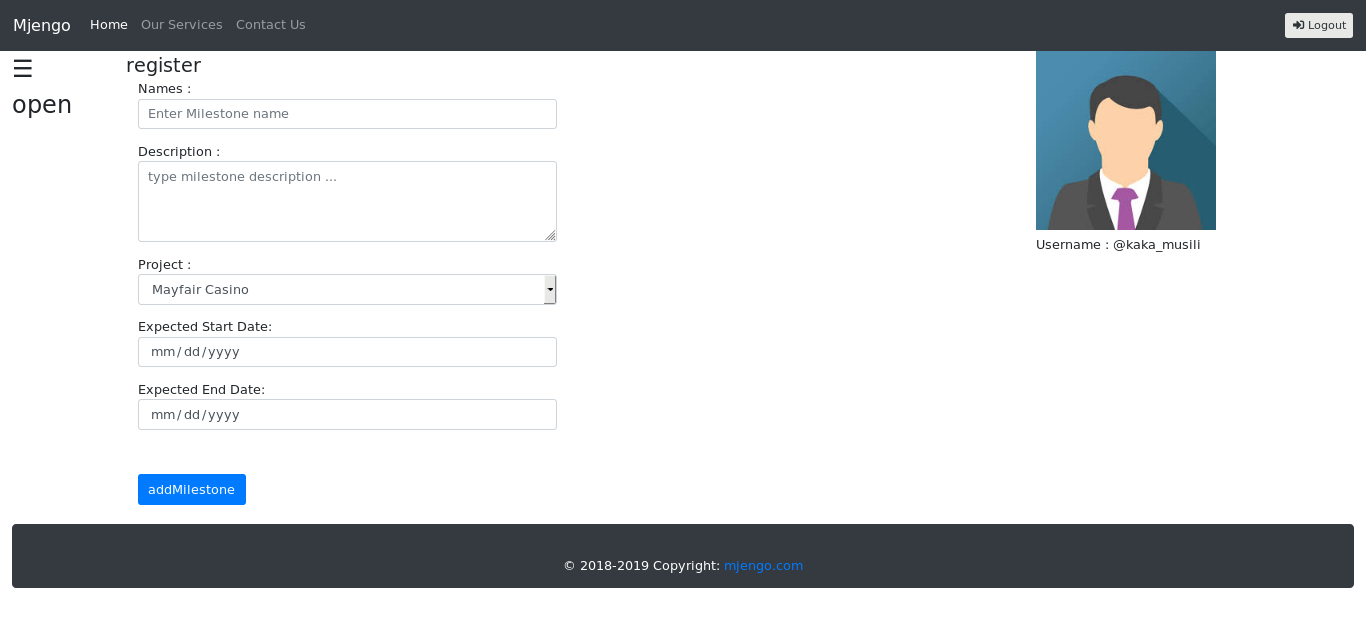 Mjengo Home Our Services Contact Us Logout
☰ open
register
Names :
Enter Milestone name
Description :
type milestone description ...
Project :
Mayfair Casino
Expected Start Date:
mm/dd/yyyy
Expected End Date:
mm/dd/yyyy
addMilestone
Username : @kaka_musili
© 2018-2019 Copyright: mjengo.com